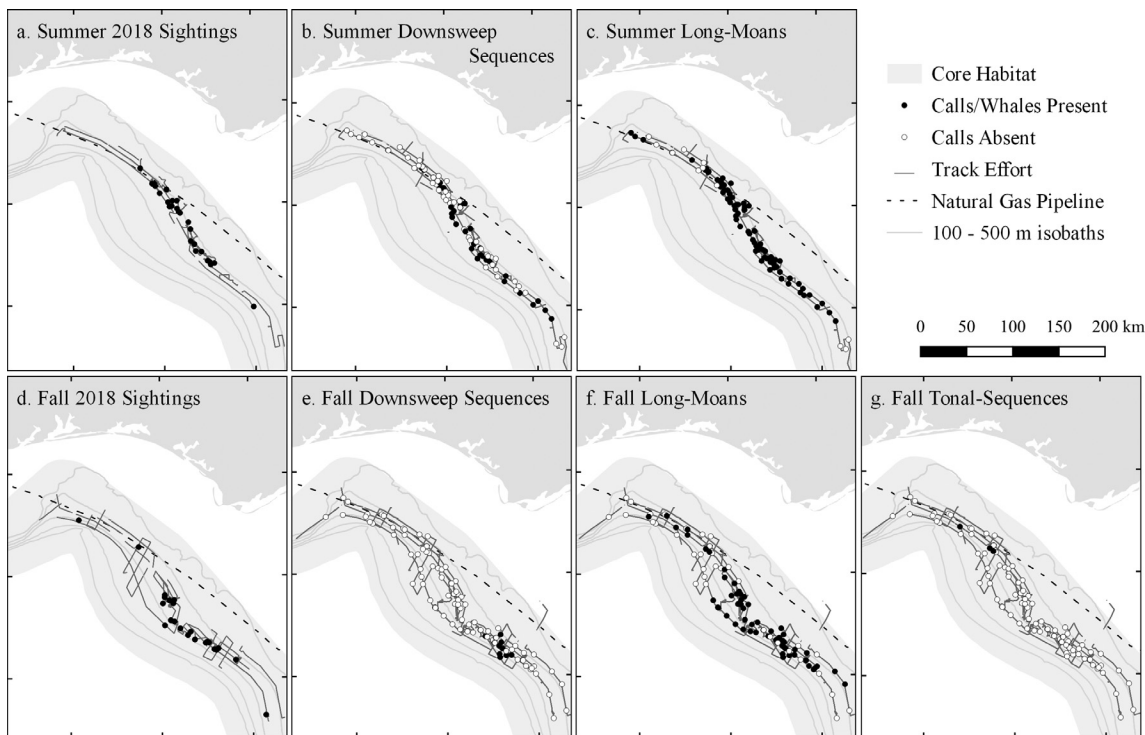 a. Summer 2018 Sightings
b. Summer Downsweep
Sequences
c. Summer Long-Moans
Core Habitat
Calls/Whales Present
Calls Absent
Track Effort
Natural Gas Pipeline
100 - 500 m isobaths
0 50 100 150 200 km
d. Fall 2018 Sightings
e. Fall Downsweep Sequences
f. Fall Long-Moans
g. Fall Tonal-Sequences